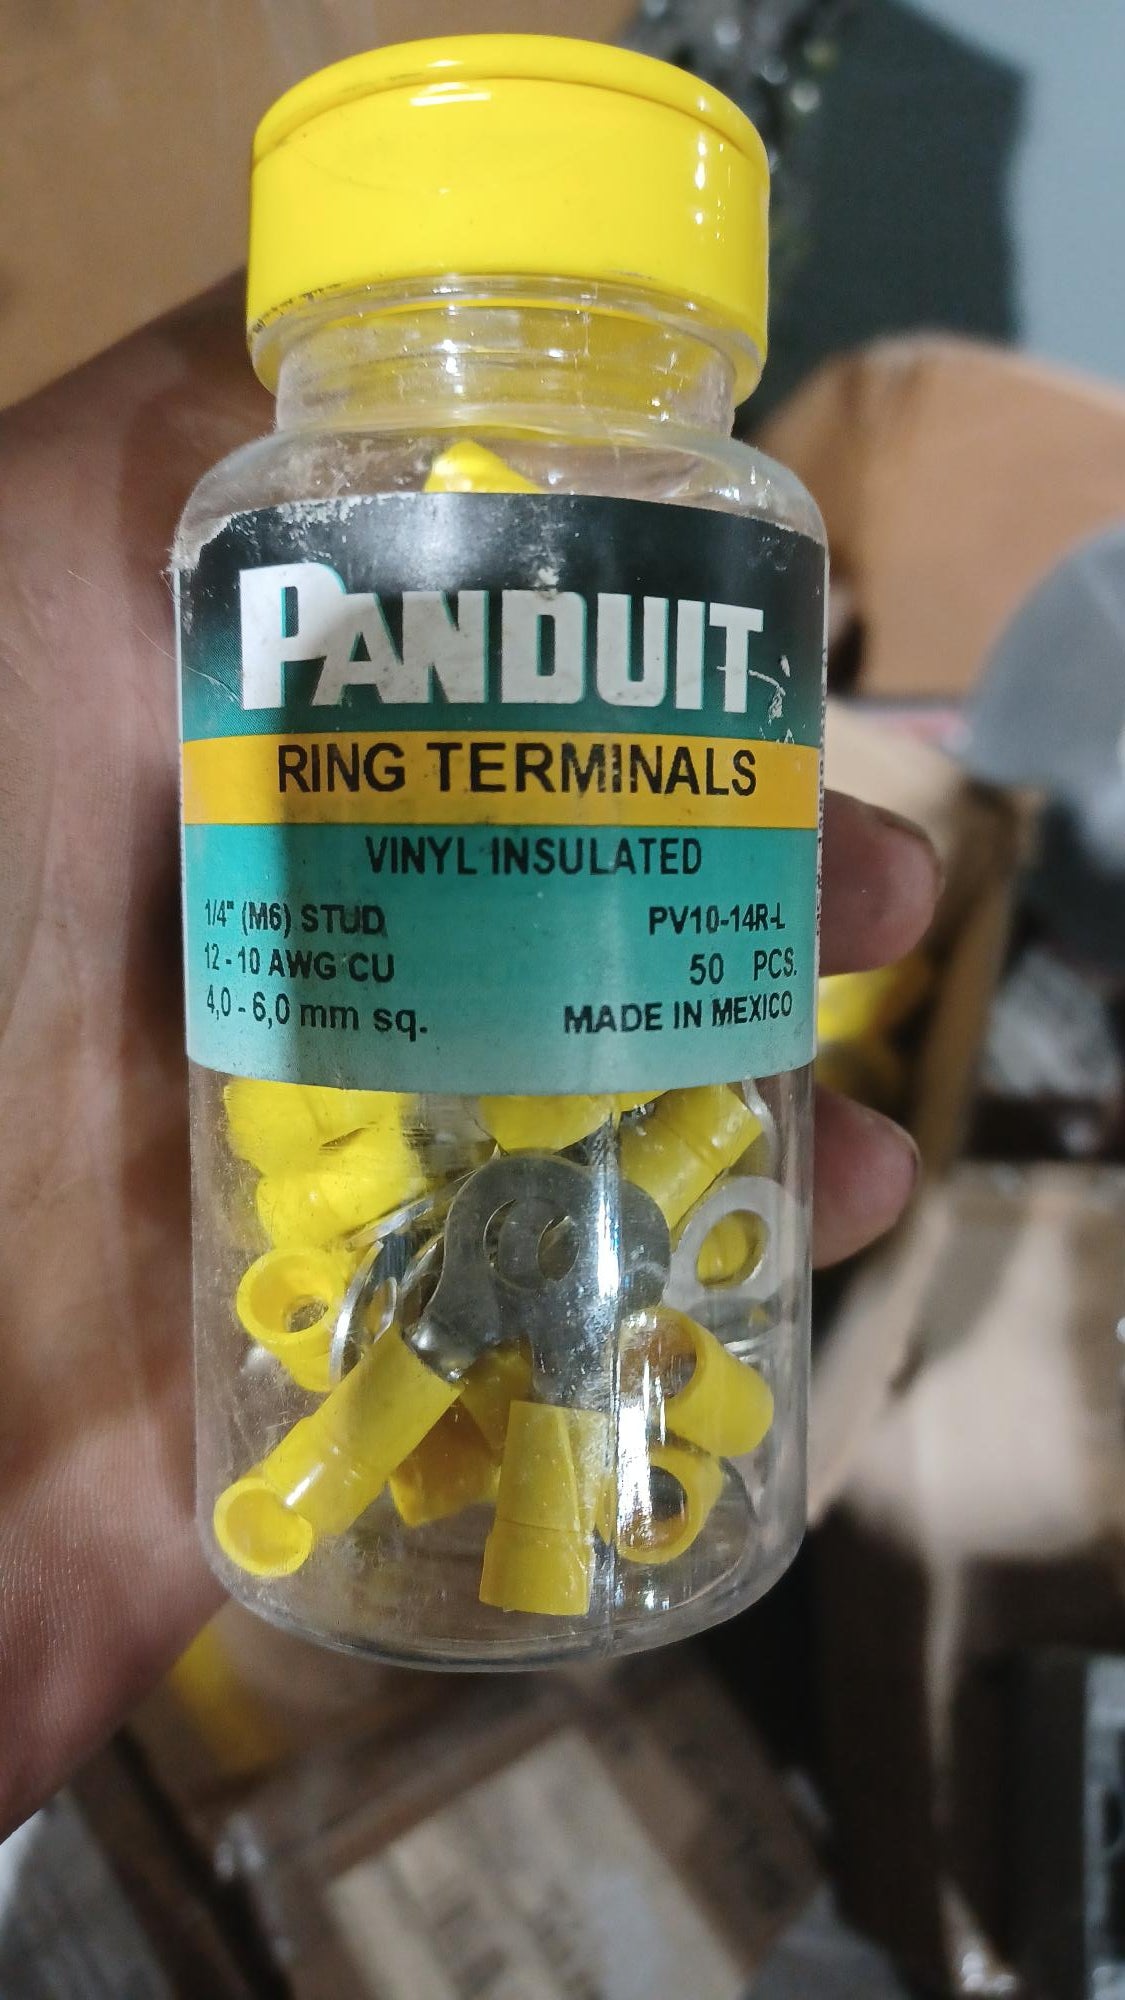 PANDUIT
RING TERMINALS
VINYL INSULATED
1/4" (M6) STUD
12-10 AWG CU
4,0-6,0 mm sq.
PV10-14R-L
50 PCS.
MADE IN MEXICO